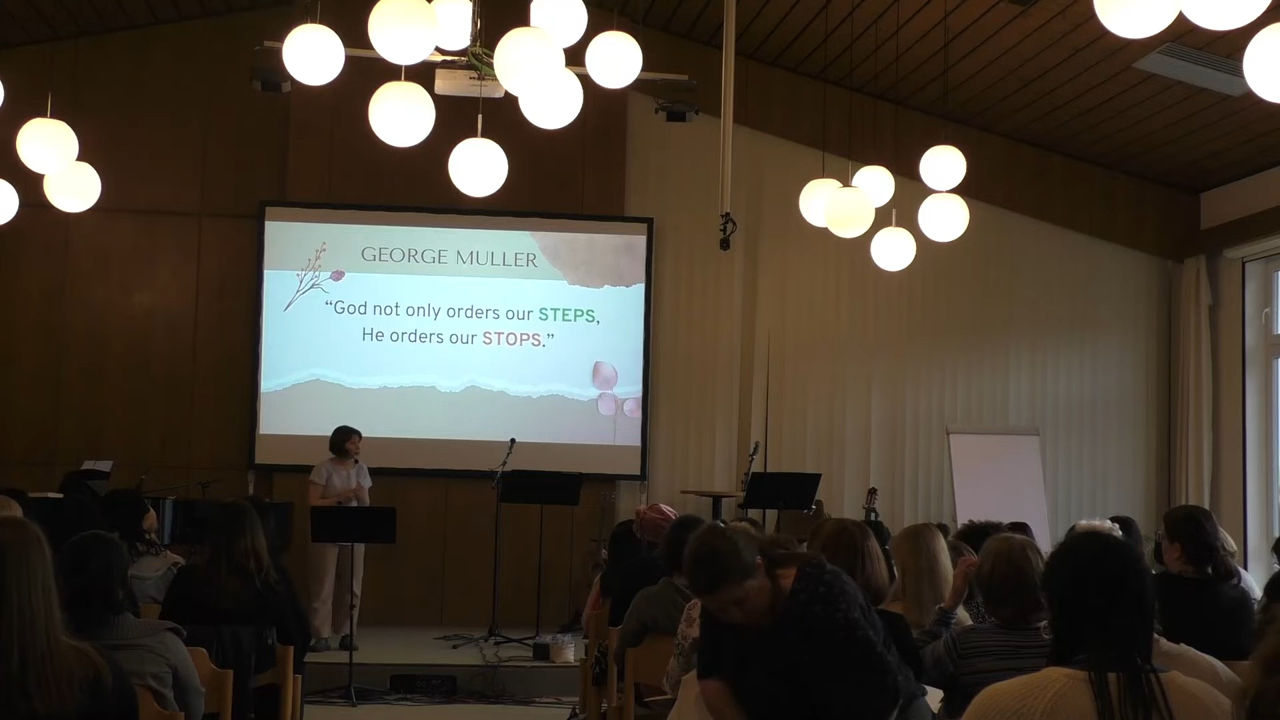 GEORGE MULLER
“God not only orders our STEPS,
He orders our STOPS.”